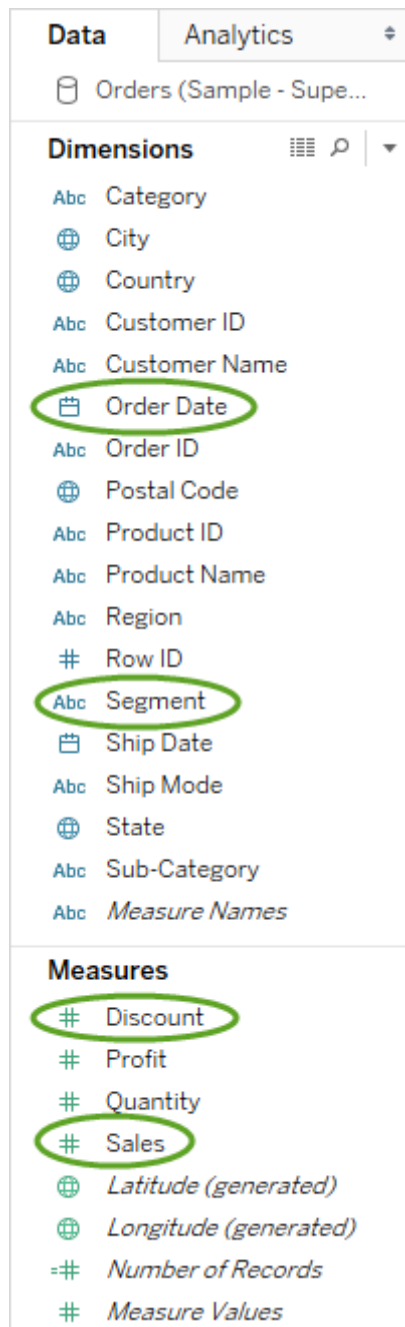 Data Analytics
Orders (Sample - Supe...
Dimensions
Abc Category
City
Country
Abc Customer ID
Abc Customer Name
Order Date
Abc Order ID
Postal Code
Abc Product ID
Abc Product Name
Abc Region
# Row ID
Abc Segment
Ship Date
Abc Ship Mode
State
Abc Sub-Category
Abc Measure Names
Measures
# Discount
# Profit
# Quantity
# Sales
Latitude (generated)
Longitude (generated)
=# Number of Records
# Measure Values